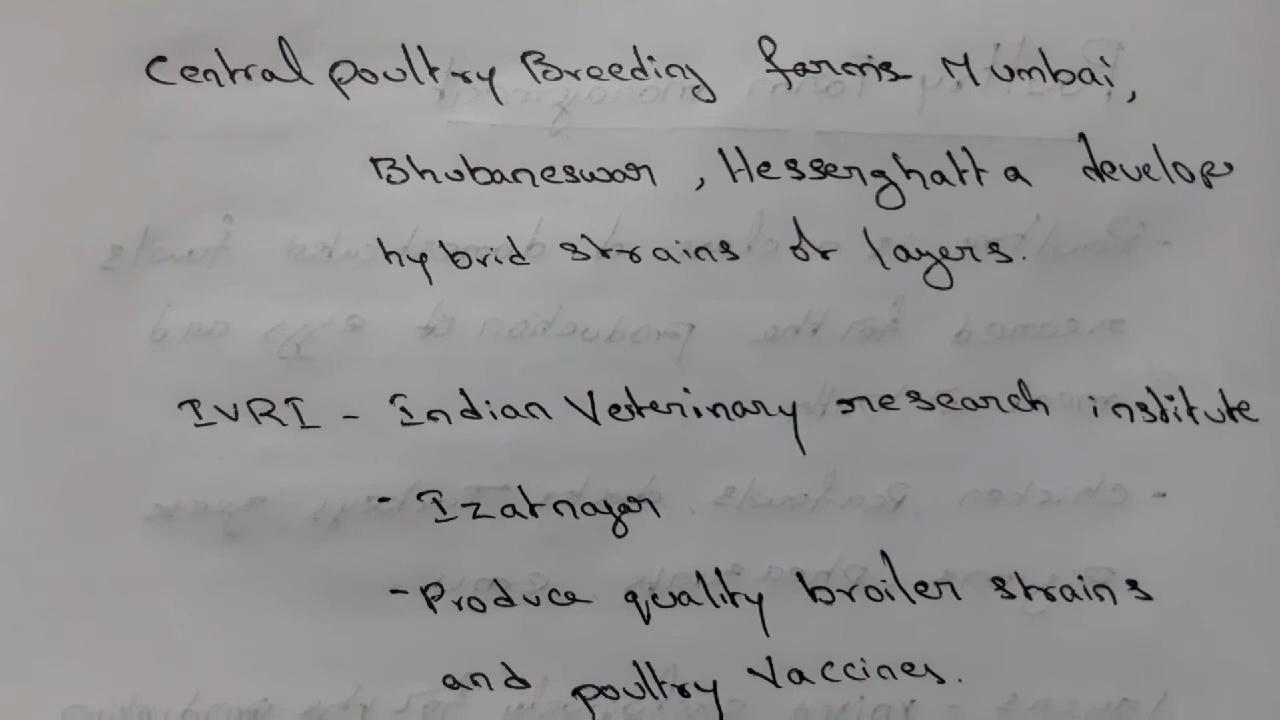 Central poultry Breeding farms Mumbai,
Bhubaneswar, Hesserghatta develop
hybrid strains of layers.
IVRI - Indian Veterinary research institute
- Izatnagar
- Produce quality broiler strains
and poultry vaccines.